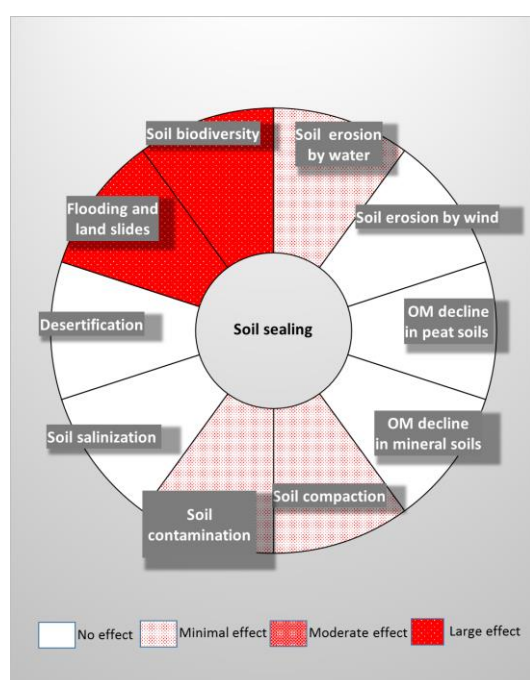 Soil biodiversity
Soil erosion
by water
Flooding and
land slides
Soil erosion by wind
Desertification
Soil sealing
OM decline
in peat soils
Soil salinization
OM decline
in mineral soils
Soil
contamination
Soil compaction
No effect
Minimal effect
Moderate effect
Large effect